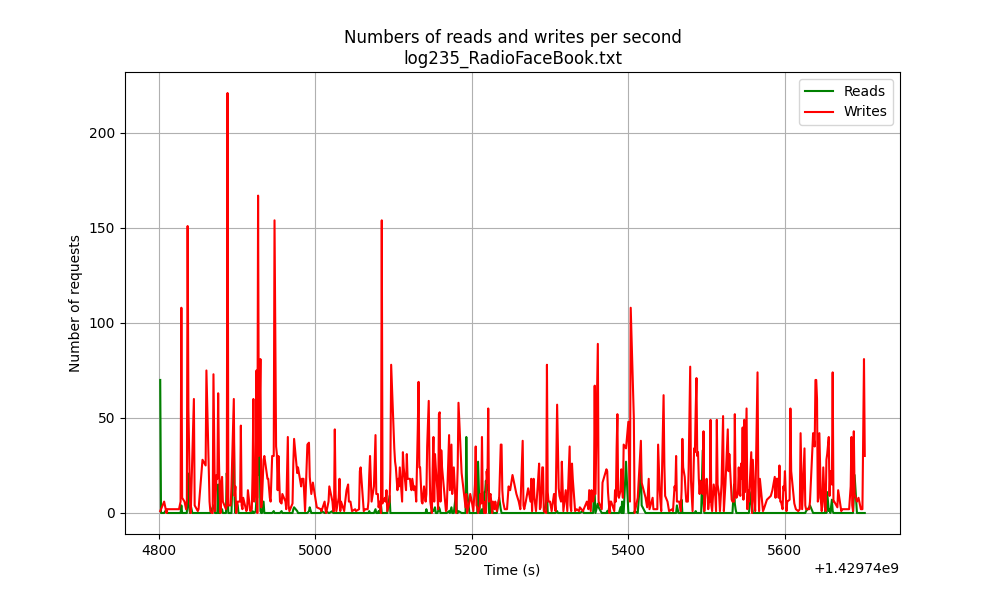 Numbers of reads and writes per second
log235_RadioFaceBook.txt
Reads
Writes
Number of requests
200
150
100
50
0
4800
5000
5200
5400
5600
Time (s)
+1.42974e9